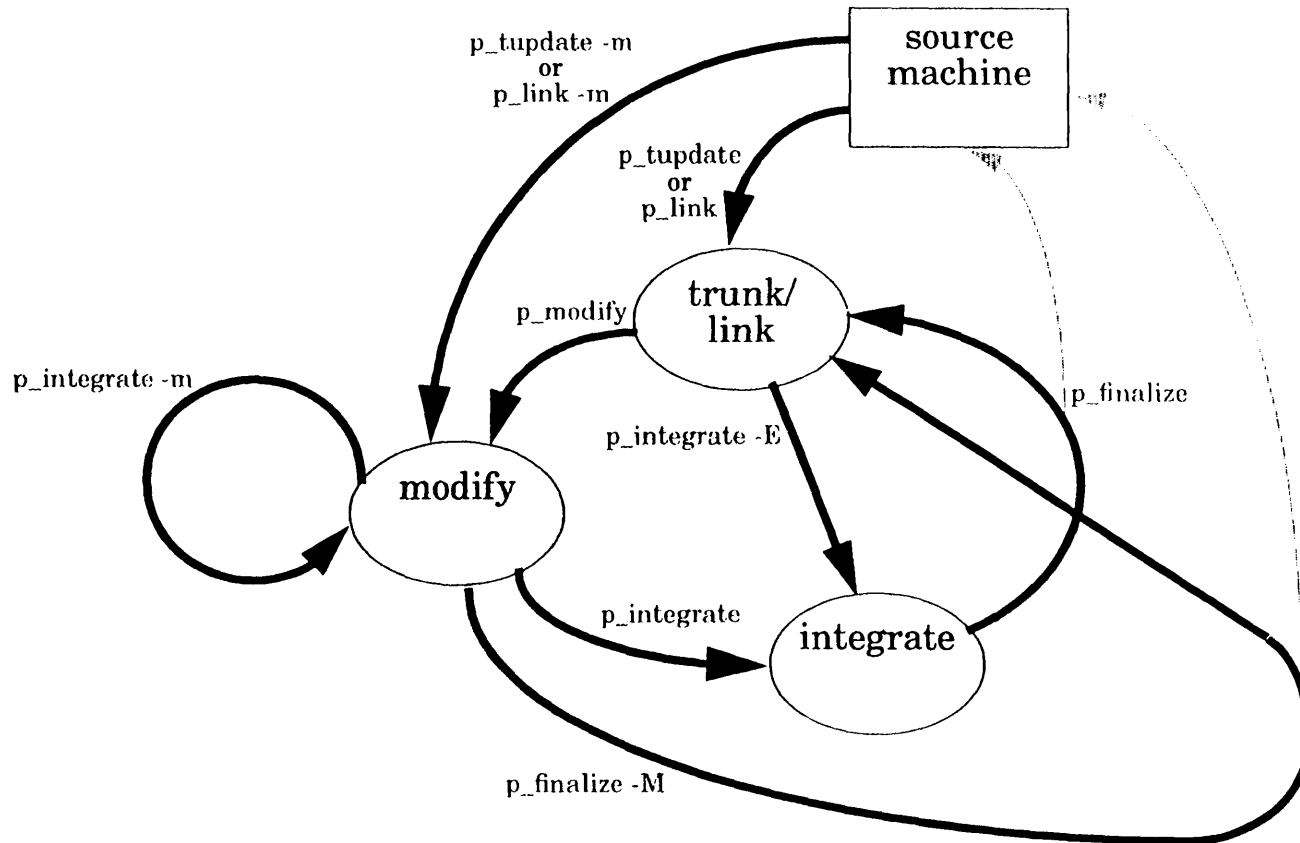 source
machine
p_tupdate -m
or
p_link -m
p_tupdate
or
p_link
trunk/
link
p_modify
p_integrate -m
p_finalize
p_integrate -E
modify
p_integrate
integrate
p_finalize -M